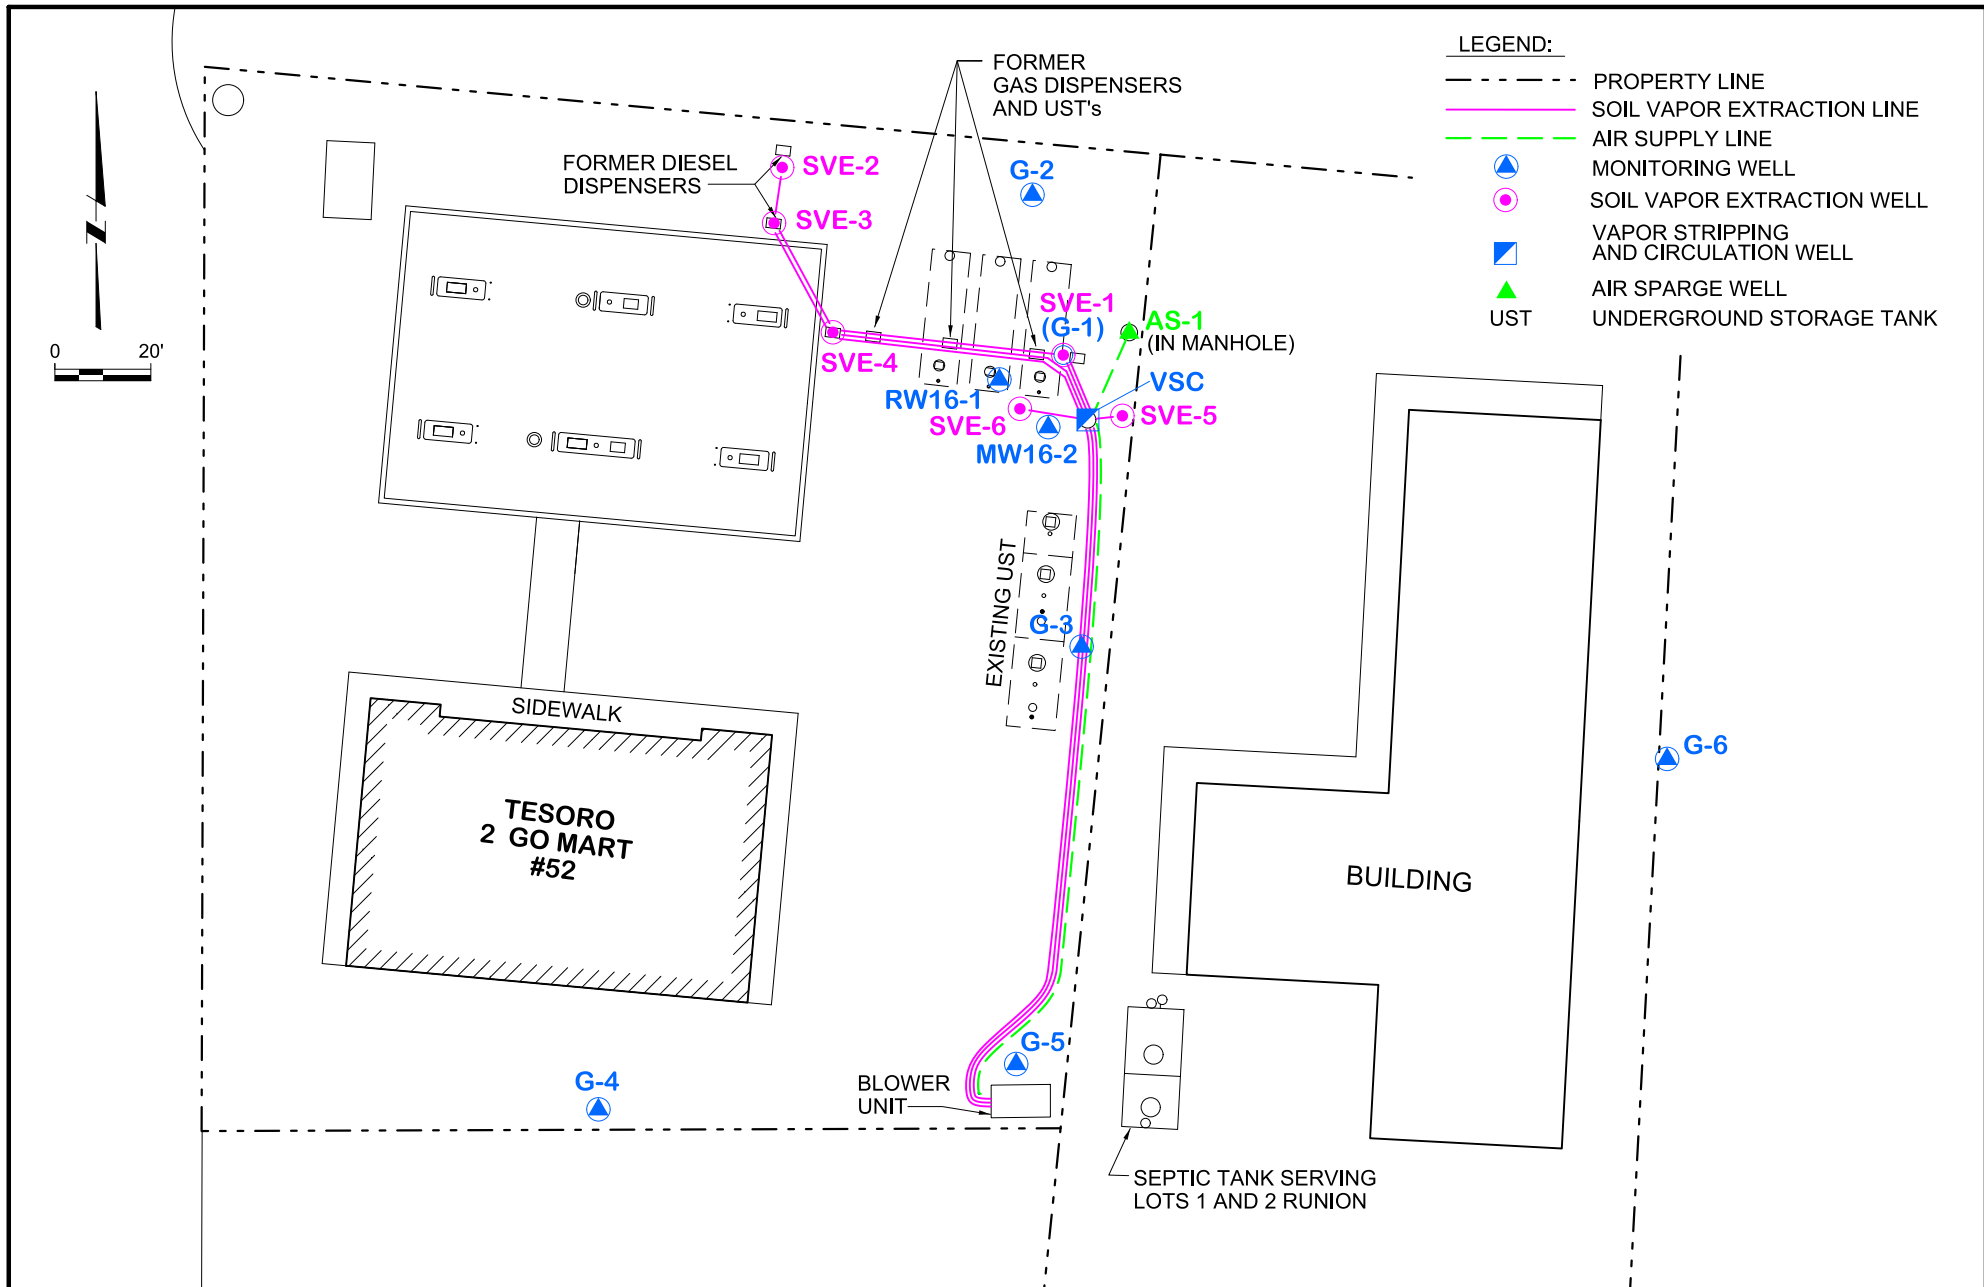 LEGEND:
PROPERTY LINE
SOIL VAPOR EXTRACTION LINE
AIR SUPPLY LINE
MONITORING WELL
SOIL VAPOR EXTRACTION WELL
VAPOR STRIPPING
AND CIRCULATION WELL
AIR SPARGE WELL
UST UNDERGROUND STORAGE TANK
FORMER
GAS DISPENSERS
AND UST's
FORMER DIESEL
DISPENSERS
SVE-2
G-2
SVE-3
N
0 20'
SVE-1
(G-1)
AS-1
(IN MANHOLE)
SVE-4
VSC
RW16-1
SVE-6
SVE-5
MW16-2
EXISTING UST
G-3
SIDEWALK
G-6
TESORO
2 GO MART
#52
BUILDING
G-5
G-4
BLOWER
UNIT
SEPTIC TANK SERVING
LOTS 1 AND 2 RUNION